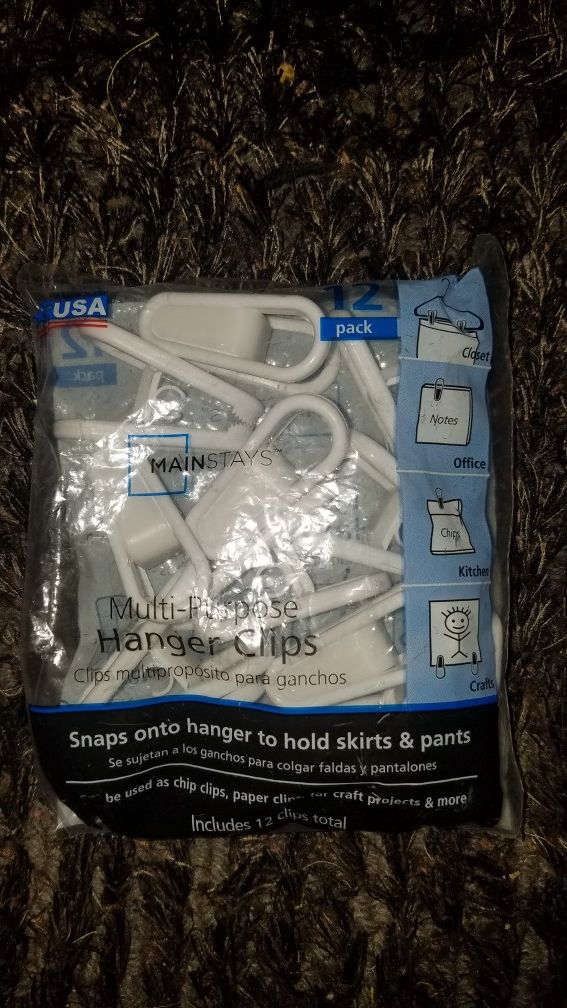 USA
12
pack
Closet
Notes
Office
MAINSTAYS™
Chips
Kitchen
Multi-Purpose
Hanger Clips
Clips multipropósito para ganchos
Crafts
Snaps onto hanger to hold skirts & pants
Se sujetan a los ganchos para colgar faldas y pantalones
be used as chip clips, paper for craft projects & more
Includes 12 clips total